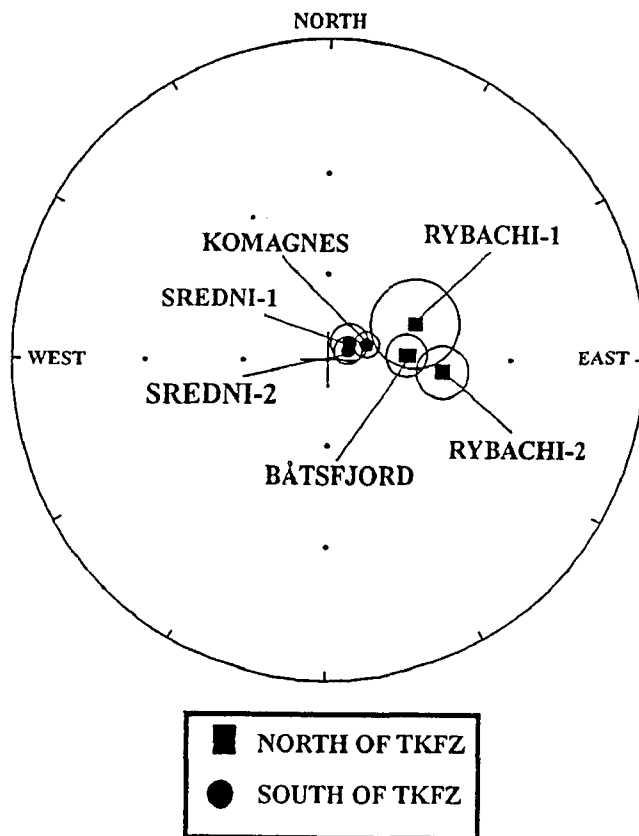 NORTH
KOMAGNES
RYBACHI-1
SREDNI-1
WEST
EAST
SREDNI-2
BÅTSFJORD
RYBACHI-2
NORTH OF TKFZ
SOUTH OF TKFZ